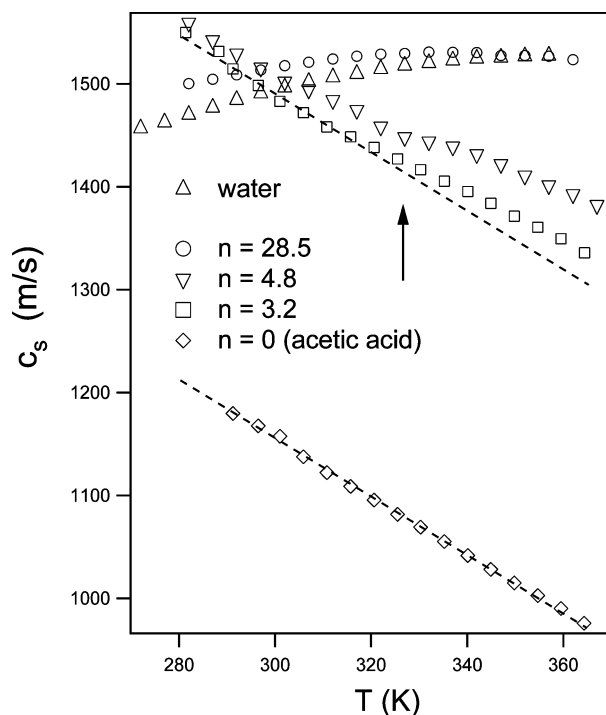 1500
1400
1300
1200
1100
1000
c_s (m/s)
water
n = 28.5
n = 4.8
n = 3.2
n = 0 (acetic acid)
280
300
320
340
360
T (K)